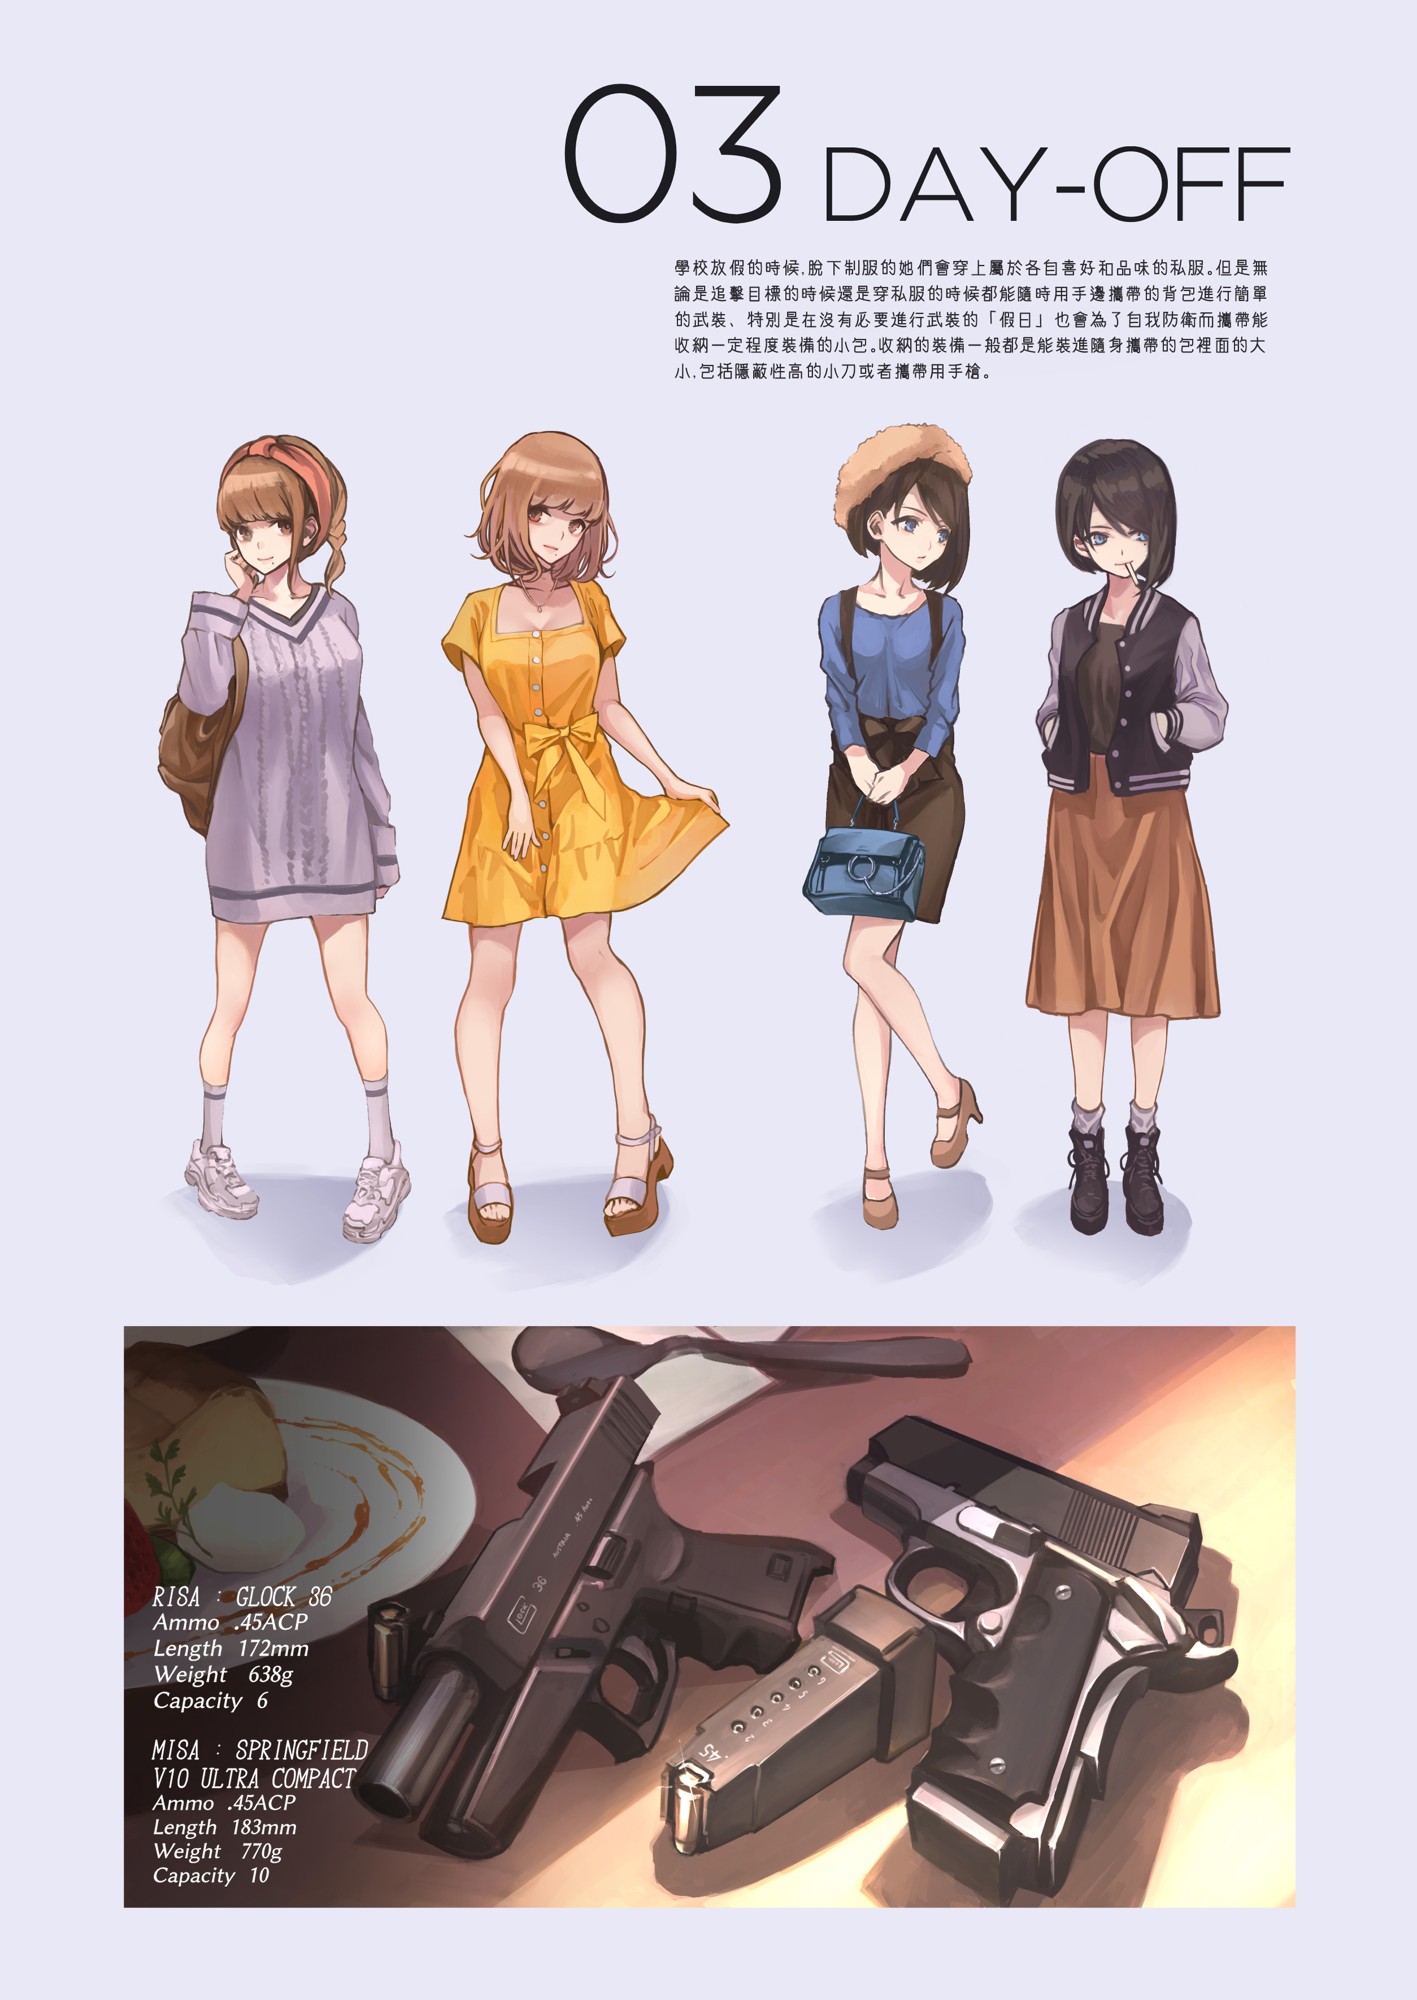 03 DAY-OFF
學校放假的時候,脫下制服的她們會穿上屬於各自喜好和品味的私服。但是無
論是追擊目標的時候還是穿私服的時候都能隨時用手邊攜帶的背包進行簡單
的武裝、特別是在沒有必要進行武裝的「假日」也會為了自我防衛而攜帶能
收納一定程度裝備的小包。收納的裝備一般都是能裝進隨身攜帶的包裡面的大
小,包括隱蔽性高的小刀或者攜帶用手槍。
AUSTRIA .45 Auto
GLOCK 36
.45
2
3
4
5
6
RISA : GLOCK 36
Ammo .45ACP
Length 172mm
Weight 638g
Capacity 6
MISA : SPRINGFIELD
V10 ULTRA COMPACT
Ammo .45ACP
Length 183mm
Weight 770g
Capacity 10